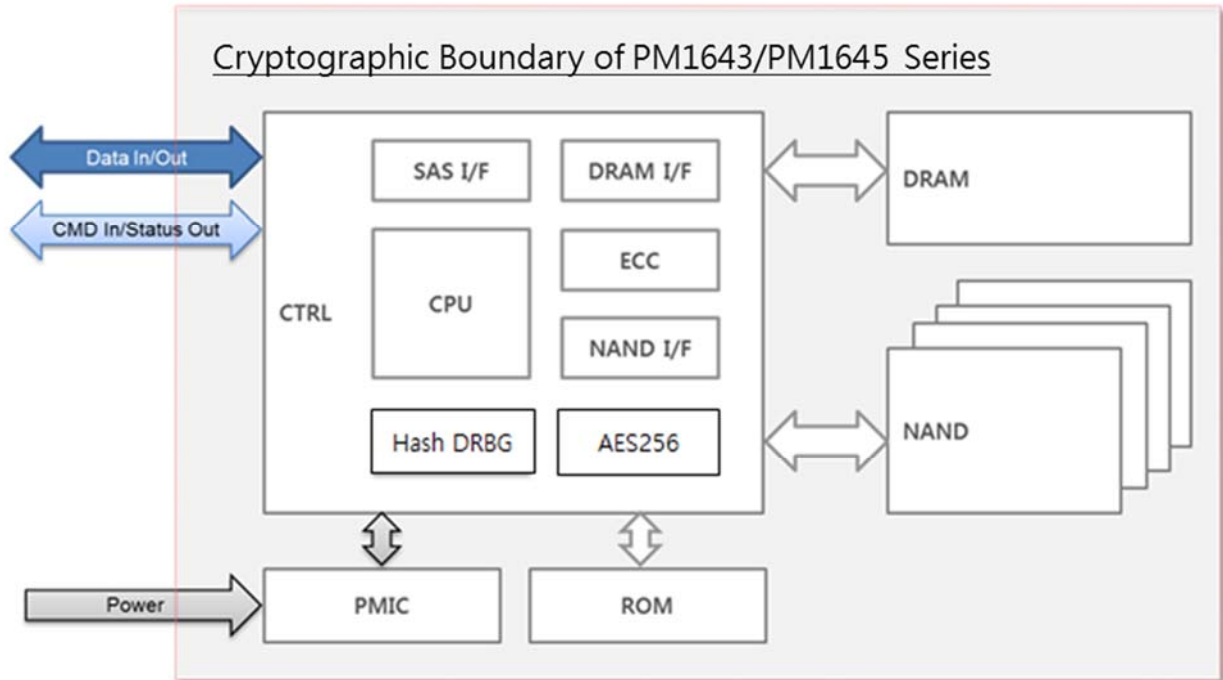 Cryptographic Boundary of PM1643/PM1645 Series
Data In/Out
CMD In/Status Out
CTRL
SAS I/F
DRAM I/F
CPU
ECC
NAND I/F
Hash DRBG
AES256
DRAM
NAND
Power
PMIC
ROM